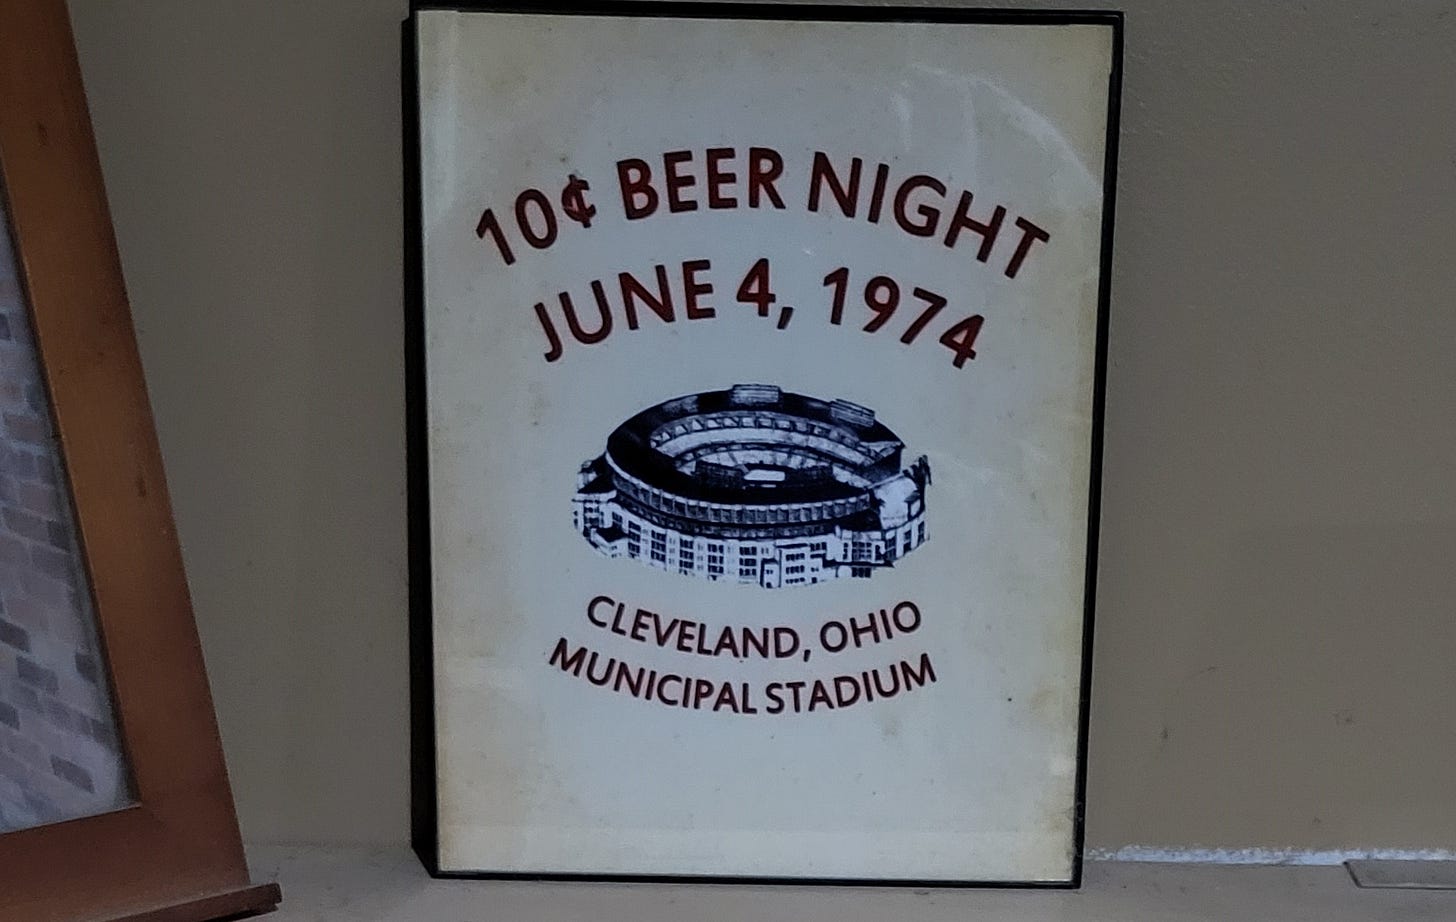 10¢ BEER NIGHT
JUNE 4, 1974
CLEVELAND, OHIO
MUNICIPAL STADIUM